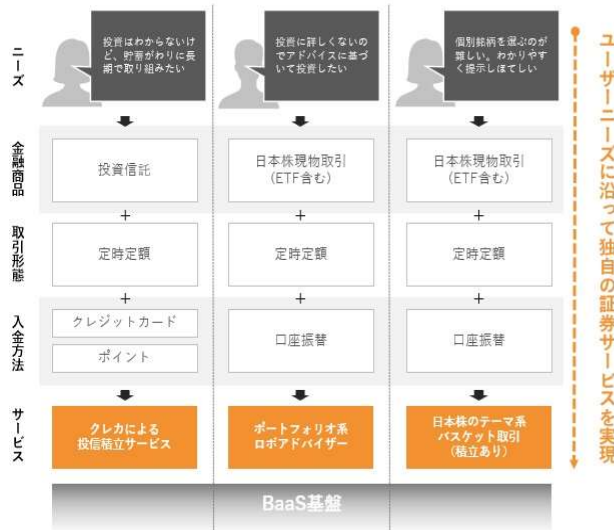 ニーズ
投資はわからないけ
ど、貯蓄がわりに長
期で取り組みたい
投資に詳しくないの
でアドバイスに基づ
いて投資したい
個別銘柄を選ぶのが
難しい。わかりやす
く提示しほてしい
金融商品
投資信託
日本株現物取引
(ETF含む)
日本株現物取引
(ETF含む)
+
+
+
取引形態
定時定額
定時定額
定時定額
+
+
+
入金方法
クレジットカード
ポイント
口座振替
口座振替
サービス
クレカによる
投信積立サービス
ポートフォリオ系
ロボアドバイザー
日本株のテーマ系
バスケット取引
(積立あり)
BaaS基盤
ユーザーニーズに沿って独自の証券サービスを実現